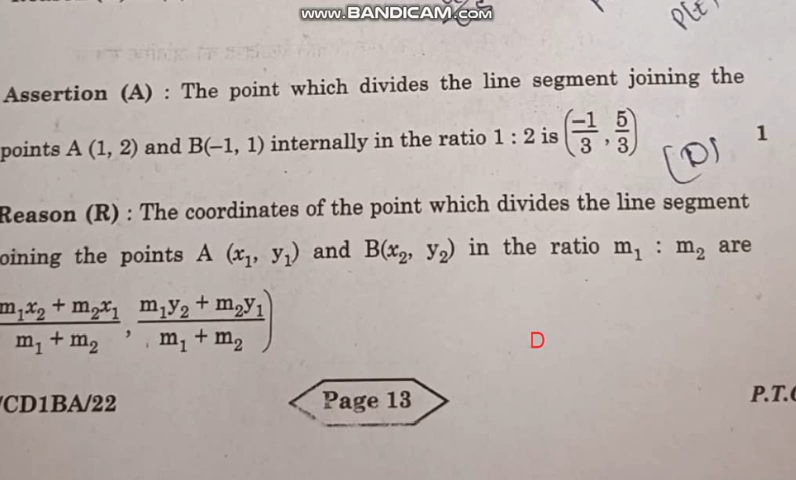 www.BANDICAM.com
P(E)
Assertion (A) : The point which divides the line segment joining the
points A (1, 2) and B(–1, 1) internally in the ratio 1 : 2 is (–1/3 , 5/3) 1
(D)
Reason (R) : The coordinates of the point which divides the line segment
oining the points A (x₁, y₁) and B(x₂, y₂) in the ratio m₁ : m₂ are
m₁x₂ + m₂x₁ / m₁ + m₂ , m₁y₂ + m₂y₁ / m₁ + m₂ )
D
/CD1BA/22 Page 13 P.T.